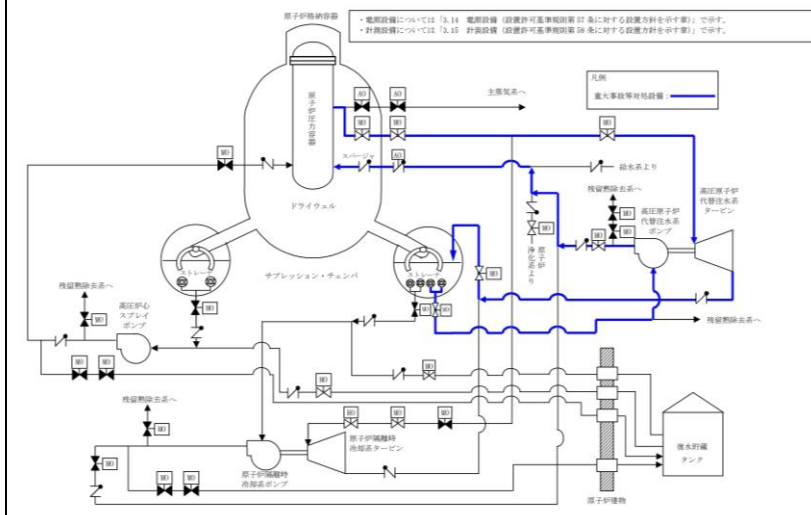 ・電源設備については「3.14　電源設備（設置許可基準規則第57条に対する設置方針を示す章）」で示す。
・計測設備については「3.15　計装設備（設置許可基準規則第58条に対する設置方針を示す章）」で示す。
原子炉格納容器
凡例
重大事故等対処設備：
AO
AO
主蒸気系へ
MO
MO
MO
原子炉圧力容器
MO
スパージャ
AO
給水系より
残留熱除去系へ
高圧原子炉
代替注水系
タービン
高圧原子炉
代替注水系
ポンプ
MO
MO
MO
MO
原子炉
浄化系より
ドライウェル
ストレーナ
ストレーナ
サプレッション・チェンバ
MO
残留熱除去系へ
残留熱除去系へ
高圧炉心
スプレイ
ポンプ
MO
MO
MO
MO
MO
MO
MO
MO
残留熱除去系へ
MO
MO
原子炉隔離時
冷却系タービン
HO
MO
MO
原子炉隔離時
冷却系ポンプ
MO
MO
復水貯蔵
タンク
原子炉建物